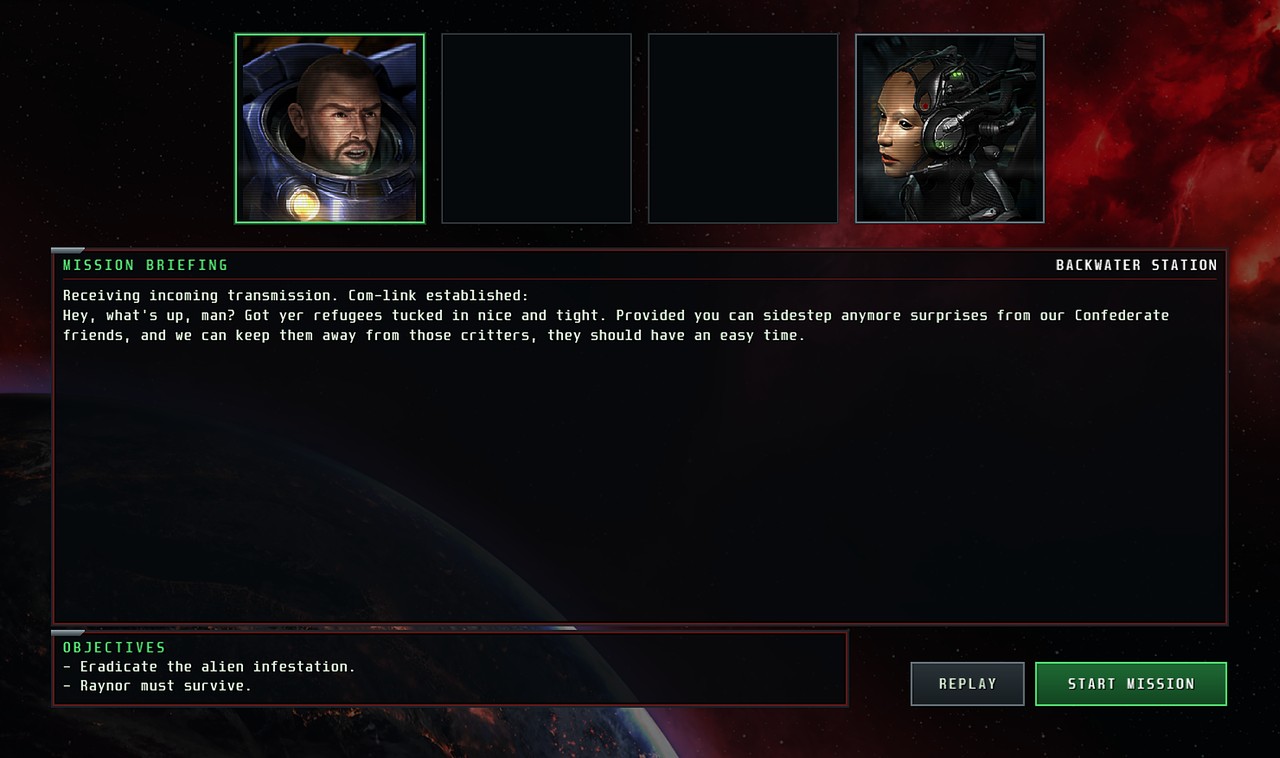 MISSION BRIEFING
BACKWATER STATION
Receiving incoming transmission. Com-link established:
Hey, what's up, man? Got yer refugees tucked in nice and tight. Provided you can sidestep anymore surprises from our Confederate
friends, and we can keep them away from those critters, they should have an easy time.
OBJECTIVES
- Eradicate the alien infestation.
- Raynor must survive.
REPLAY
START MISSION